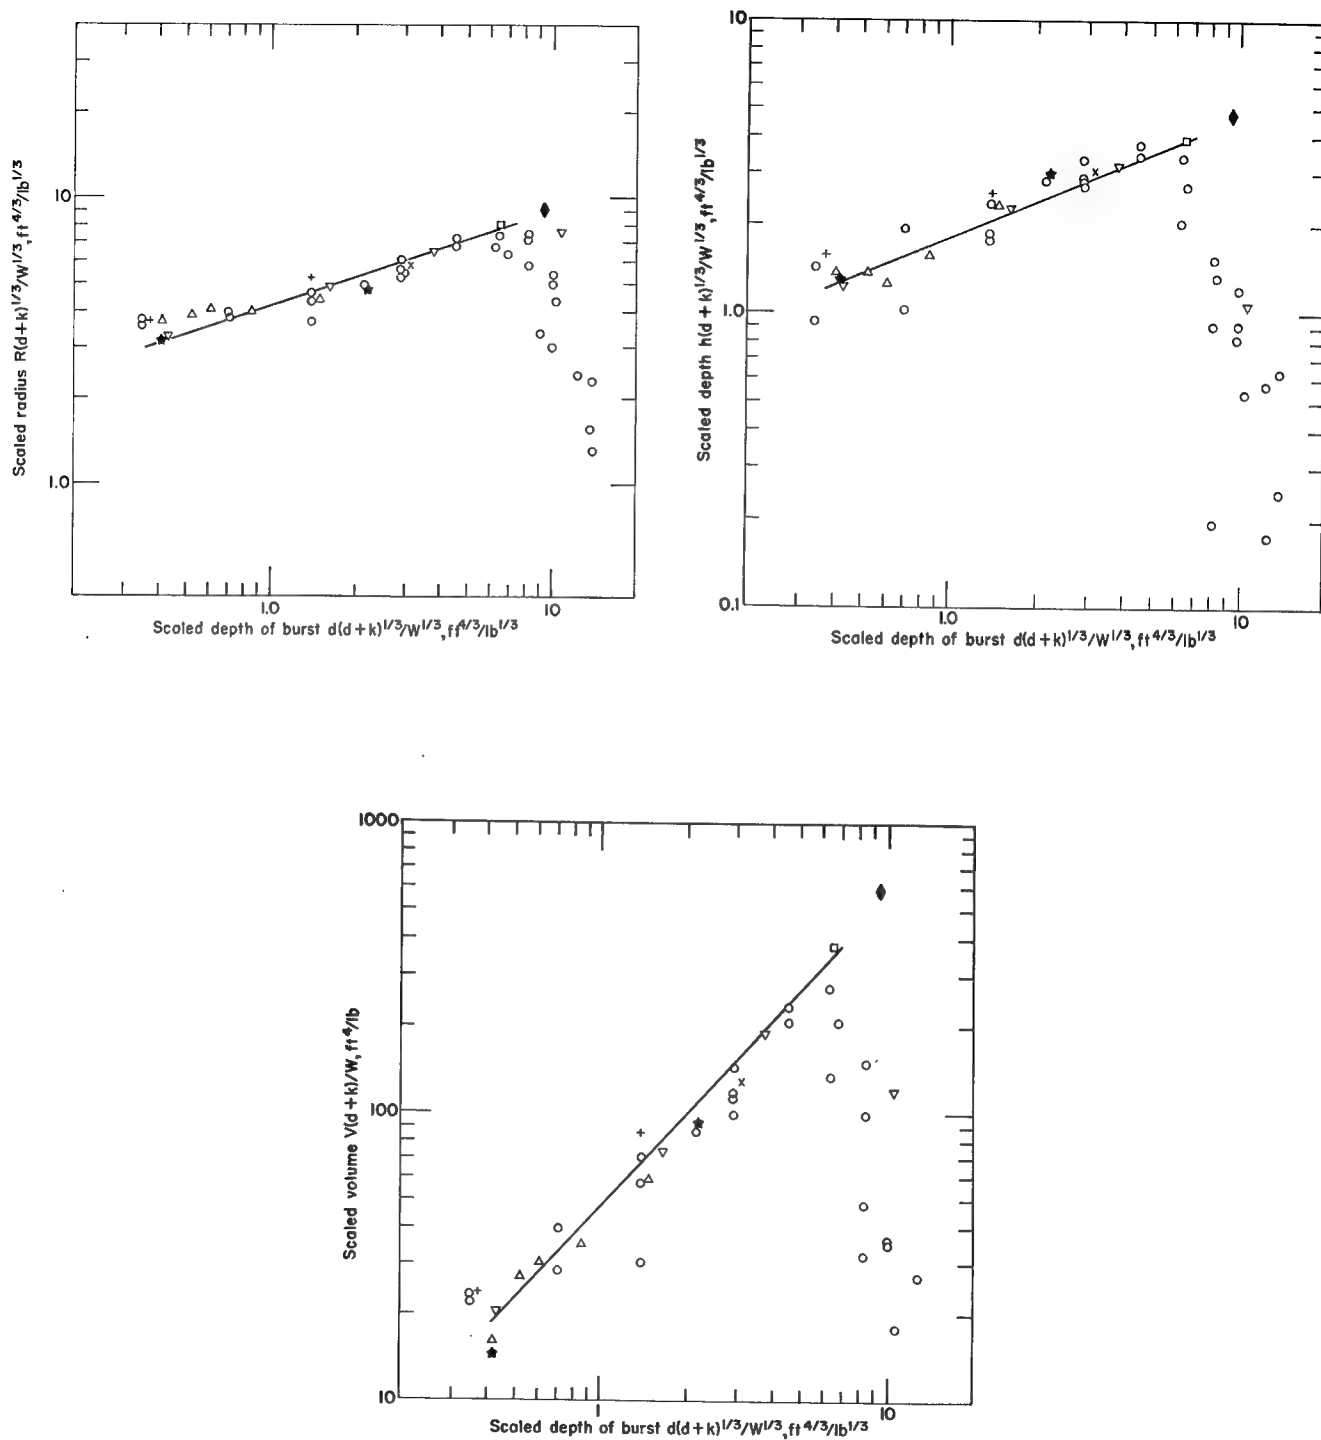 10
1.0
Scaled radius R(d+k)^1/3/W^1/3, ft^4/3/lb^1/3
1.0
10
Scaled depth of burst d(d+k)^1/3/W^1/3, ft^4/3/lb^1/3
10
1.0
0.1
Scaled depth h(d+k)^1/3/W^1/3, ft^4/3/lb^1/3
1.0
10
Scaled depth of burst d(d+k)^1/3/W^1/3, ft^4/3/lb^1/3
1000
100
10
Scaled volume V(d+k)/W, ft^4/lb
1
10
Scaled depth of burst d(d+k)^1/3/W^1/3, ft^4/3/lb^1/3